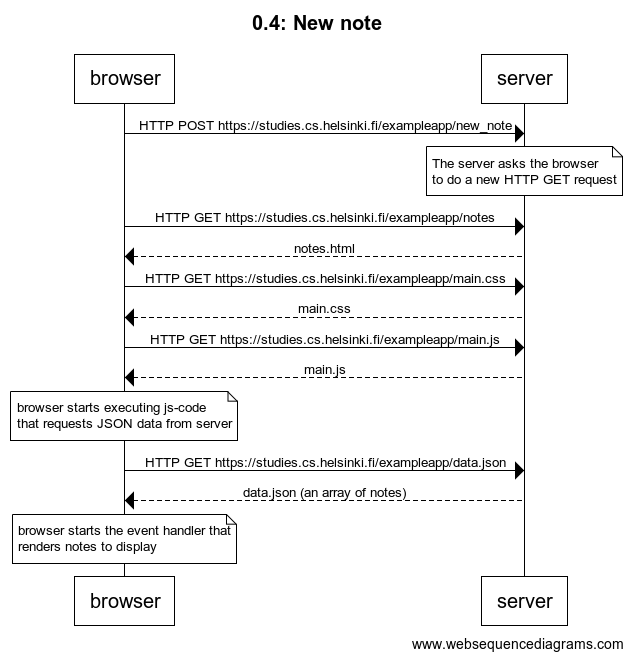 0.4: New note
browser
server
HTTP POST https://studies.cs.helsinki.fi/exampleapp/new_note
The server asks the browser
to do a new HTTP GET request
HTTP GET https://studies.cs.helsinki.fi/exampleapp/notes
notes.html
HTTP GET https://studies.cs.helsinki.fi/exampleapp/main.css
main.css
HTTP GET https://studies.cs.helsinki.fi/exampleapp/main.js
main.js
browser starts executing js-code
that requests JSON data from server
HTTP GET https://studies.cs.helsinki.fi/exampleapp/data.json
data.json (an array of notes)
browser starts the event handler that
renders notes to display
browser
server
www.websequencediagrams.com